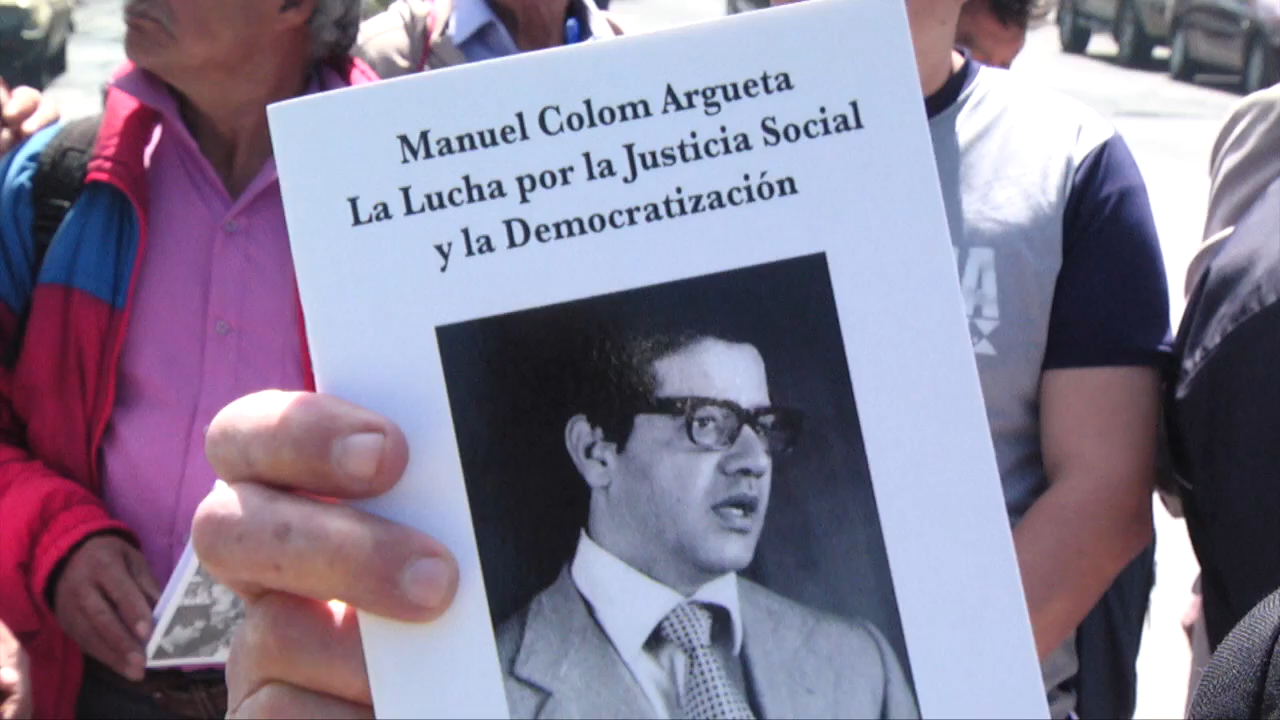 Manuel Colom Argueta
La Lucha por la Justicia Social
y la Democratización